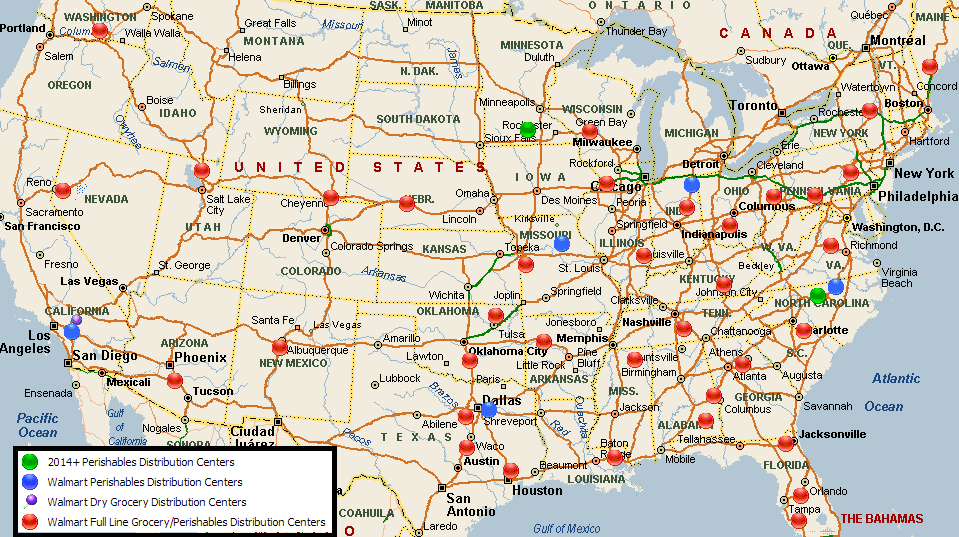 SASK.
MANITOBA
ONTARIO
Québec
MAINE
WASHINGTON
Spokane
Great Falls
Missouri
Minot
Thunder Bay
CANADA
QUE.
Montréal
Portland
Colum
Walla Walla
MONTANA
Helena
James
MINNESOTA
Duluth
Sudbury
Ottawa
VT.
Salem
Salmon
N. DAK.
Billings
OREGON
Boise
IDAHO
Sheridan
SOUTH DAKOTA
Minneapolis
WISCONSIN
Green Bay
Toronto
Watertown
Concord
Rochester
Boston
WYOMING
Sioux Falls
Rochester
Milwaukee
MICHIGAN
NEW YORK
Hartford
UNITED STATES
IOWA
Rockford
Detroit
Erie
Cleveland
New York
Reno
NEVADA
Salt Lake
City
Cheyenne
NEBR.
Omaha
Des Moines
Chicago
Peoria
OHIO
PENNSYLVANIA
Philadelphia
Sacramento
San Francisco
UTAH
Lincoln
Kirksville
Springfield
IND.
Columbus
Indianapolis
Washington, D.C.
Denver
Colorado Springs
KANSAS
Topeka
MISSOURI
ILLINOIS
St. Louis
ouisville
W. VA.
Richmond
Fresno
St. George
COLORADO
Arkansas
Beckley
VA.
Virginia
Beach
Las Vegas
Wichita
Joplin
Springfield
Clarksville
KENTUCKY
Johnson City
NORTH CAROLINA
CALIFORNIA
Santa Fe
Las Vegas
OKLAHOMA
Tulsa
Jonesboro
Nashville
TENN.
Chattanooga
arlotte
Los
Angeles
ARIZONA
Phoenix
Albuquerque
NEW MEXICO
Amarillo
Oklahoma City
Memphis
untsville
Athens
S.C.
San Diego
Mexicali
Tucson
Lubbock
Lawton
Little Rock
Pine
Bluff
ARKANSAS
Birmingham
Atlanta
Augusta
Atlantic
Ocean
Ensenada
Paris
Brazos
Dallas
MISS.
GEORGIA
Columbus
Savannah
Pacific
Ocean
Gulf
of
California
Nogales
SONORA
Ciudad
Juárez
Pecos
TEXAS
Abilene
Shreveport
Red
Ouachita
Jackson
ALABAMA
Tallahassee
Jacksonville
Waco
Austin
Beaumont
Baton
Rouge
LOUISIANA
Mobile
FLORIDA
San
Antonio
Houston
Orlando
Tampa
COAHUILA
Laredo
Gulf of Mexico
THE BAHAMAS
O
2014+ Perishables Distribution Centers
Walmart Perishables Distribution Centers
Walmart Dry Grocery Distribution Centers
Walmart Full Line Grocery/Perishables Distribution Centers